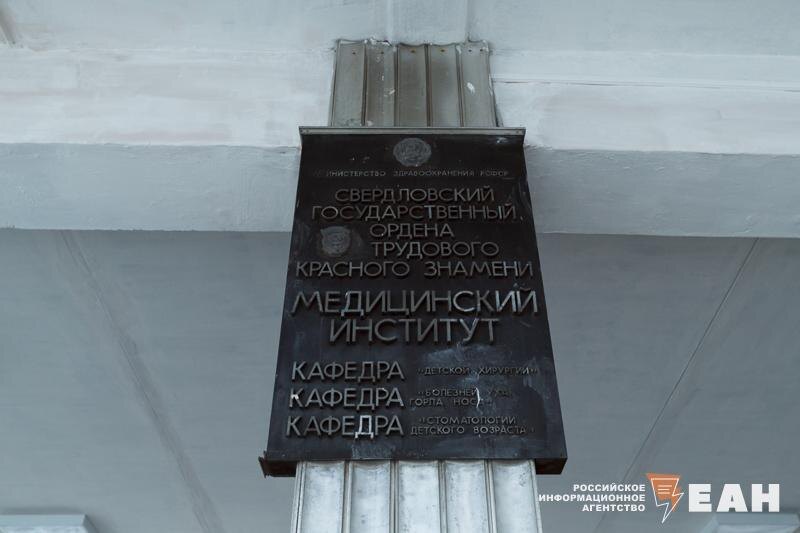 МИНИСТЕРСТВО ЗДРАВООХРАНЕНИЯ РСФСР
СВЕРДЛОВСКИЙ
ГОСУДАРСТВЕННЫЙ
ОРДЕНА
ТРУДОВОГО
КРАСНОГО ЗНАМЕНИ
МЕДИЦИНСКИЙ
ИНСТИТУТ
КАФЕДРА «ДЕТСКОЙ ХИРУРГИИ»
КАФЕДРА «БОЛЕЗНЕЙ УХА,
ГОРЛА НОСА»
КАФЕДРА «СТОМАТОЛОГИИ
ДЕТСКОГО ВОЗРАСТА»
РОССИЙСКОЕ
ИНФОРМАЦИОННОЕ
АГЕНТСТВО
ЕАН